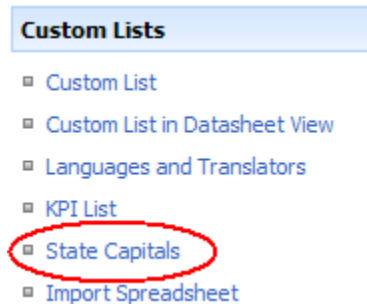 Custom Lists
Custom List
Custom List in Datasheet View
Languages and Translators
KPI List
State Capitals
Import Spreadsheet